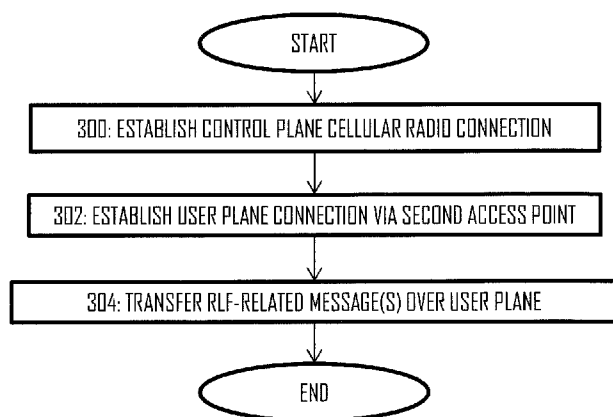 START
300: ESTABLISH CONTROL PLANE CELLULAR RADIO CONNECTION
302: ESTABLISH USER PLANE CONNECTION VIA SECOND ACCESS POINT
304: TRANSFER RLF-RELATED MESSAGE(S) OVER USER PLANE
END